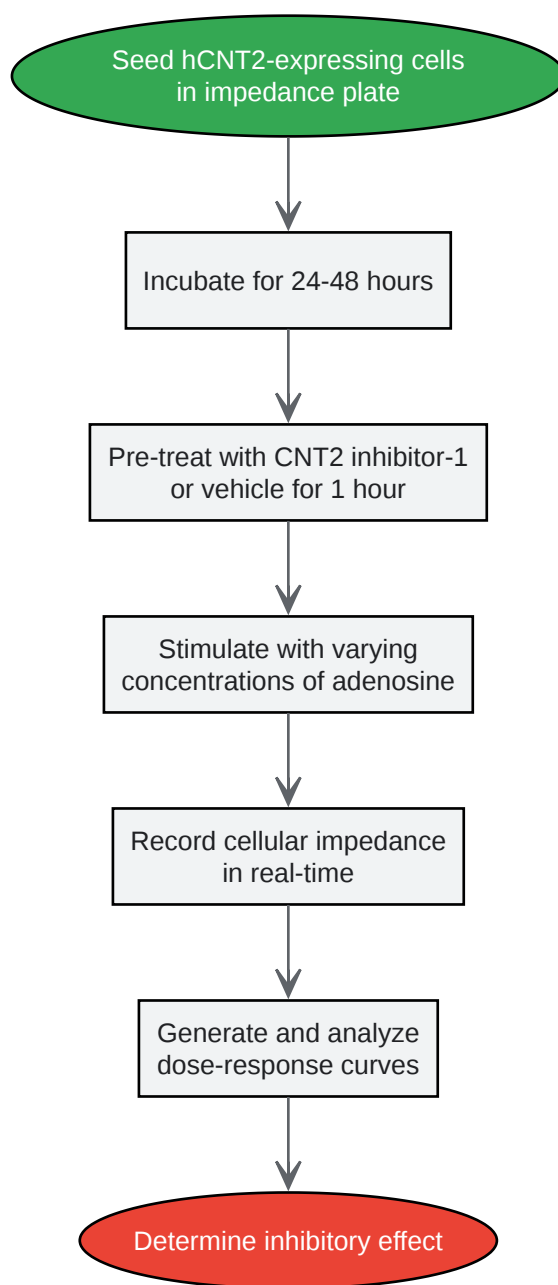 Seed hCNT2-expressing cells
in impedance plate
Incubate for 24-48 hours
Pre-treat with CNT2 inhibitor-1
or vehicle for 1 hour
Stimulate with varying
concentrations of adenosine
Record cellular impedance
in real-time
Generate and analyze
dose-response curves
Determine inhibitory effect